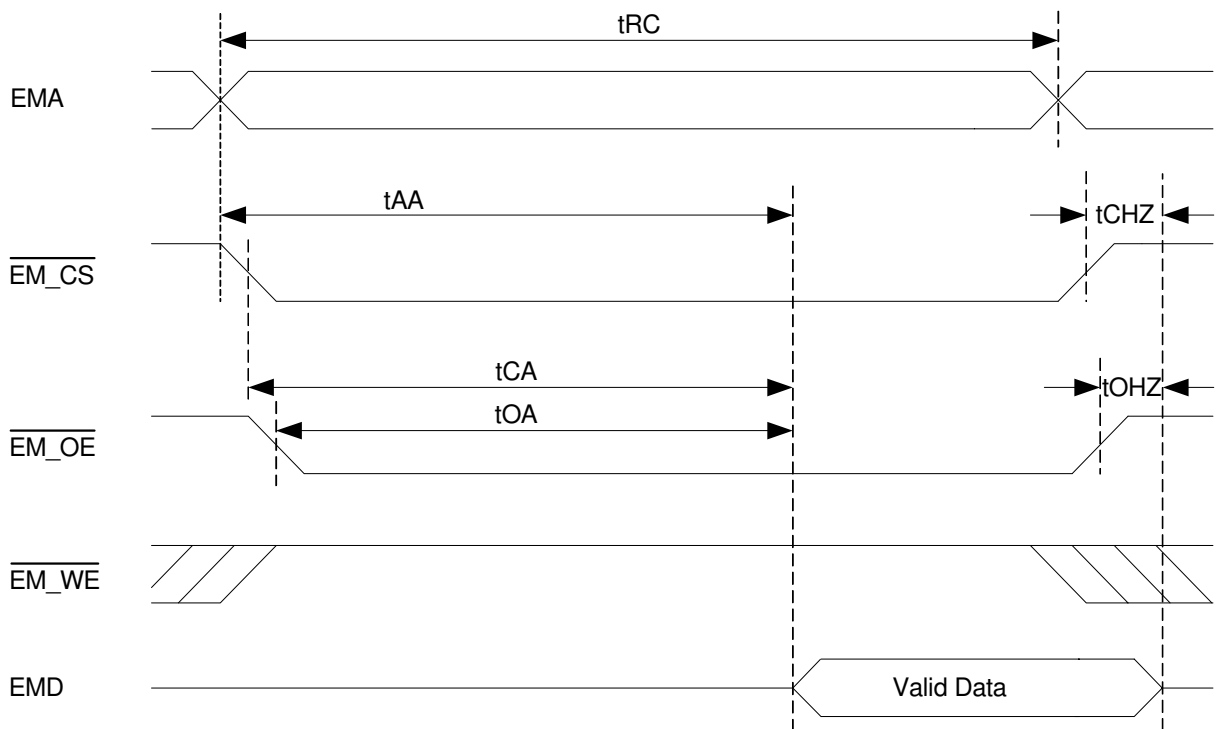 tRC
EMA
tAA
tCHZ
EM_CS
tCA
tOHZ
tOA
EM_OE
EM_WE
EMD
Valid Data